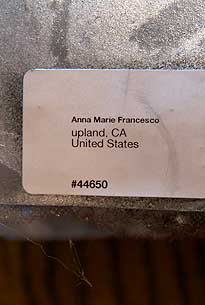 Anna Marie Francesco
upland, CA
United States
#44650